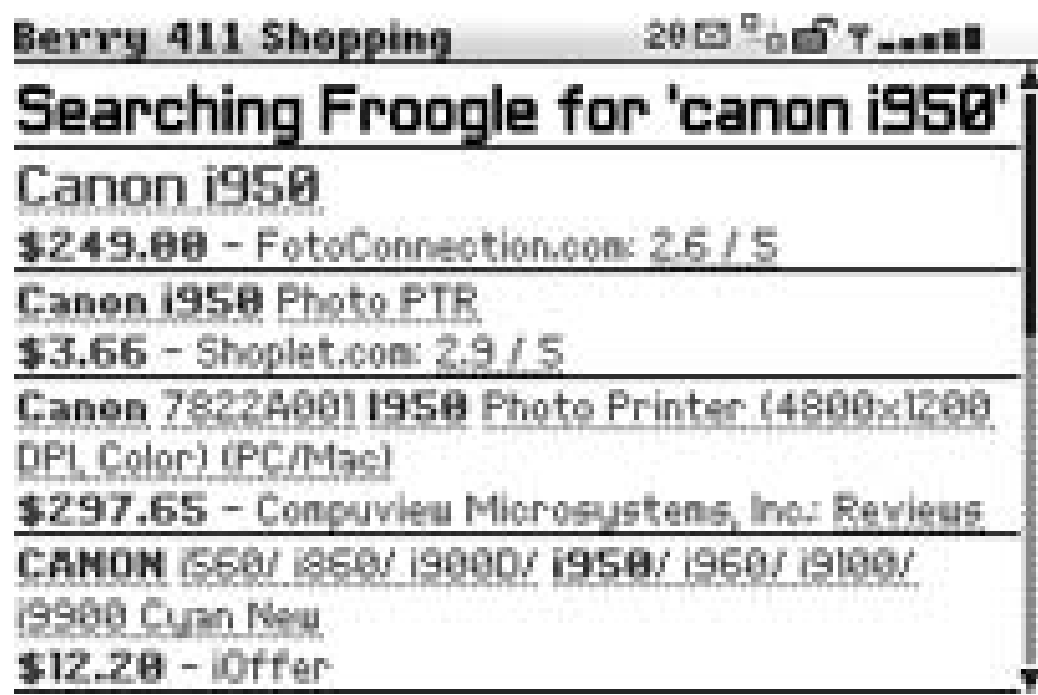 Berry 411 Shopping 20
Searching Froogle for 'canon i950'
Canon i950
$249.00 - FotoConnection.com: 2.6 / 5
Canon i950 Photo PTR
$3.66 - Shoplet.com: 2.9 / 5
Canon 7822A001 I950 Photo Printer (4800x1200
DPI, Color) (PC/Mac)
$297.65 - Compuview Microsystems, Inc.: Reviews
CANON i560/ i860/ i900D/ i950/ i960/ i9100/
i9900 Cyan New
$12.20 - iOffer